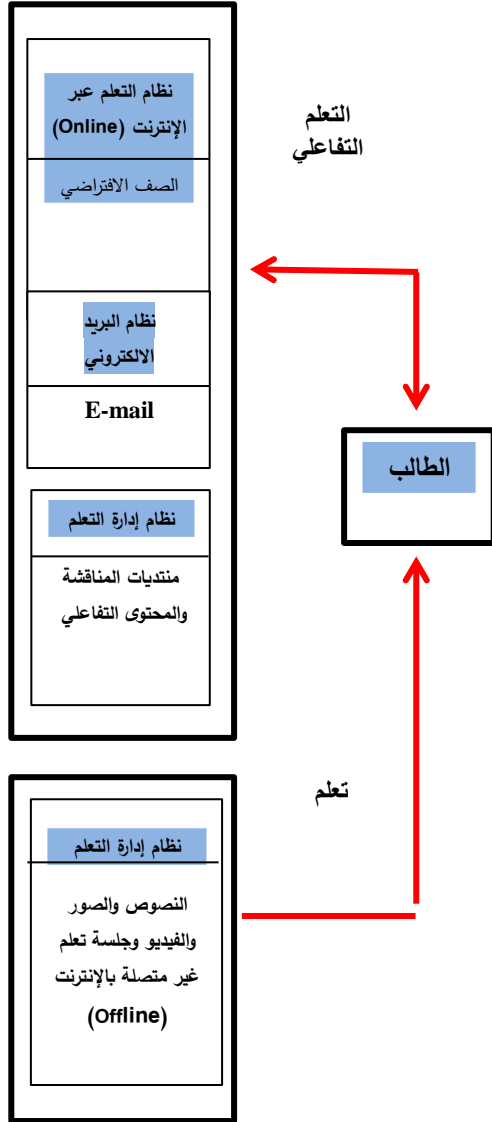 نظام التعلم عبر
الإنترنت (Online)
الصف الافتراضي
نظام البريد
الالكتروني
E-mail
نظام إدارة التعلم
منتديات المناقشة
والمحتوى التفاعلي
التعلم
التفاعلي
الطالب
تعلم
نظام إدارة التعلم
النصوص والصور
والفيديو وجلسة تعلم
غير متصلة بالإنترنت
(Offline)